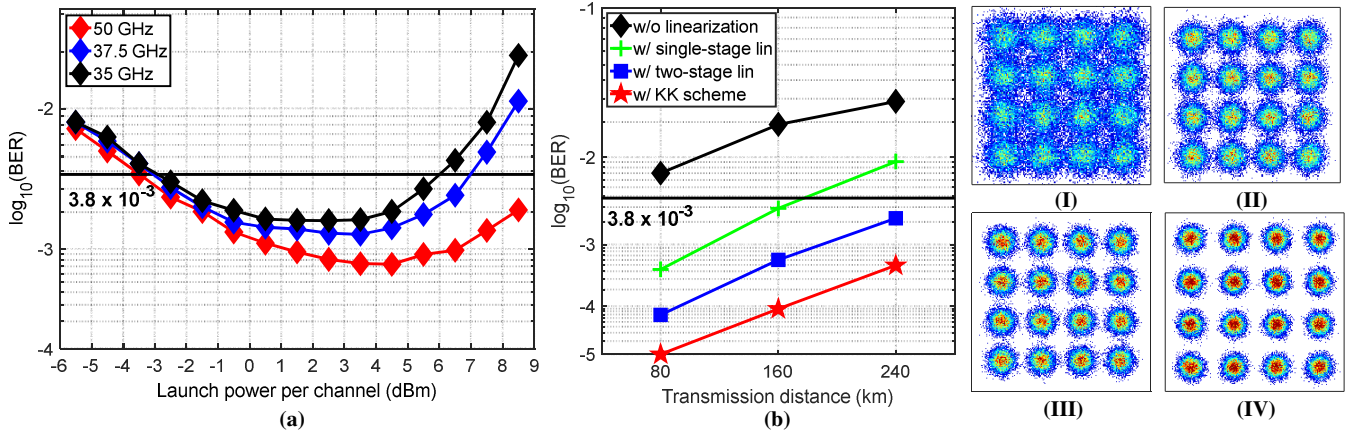 50 GHz
37.5 GHz
35 GHz
-2
-3
-4
log10(BER)
3.8 x 10-3
-6 -5 -4 -3 -2 -1 0 1 2 3 4 5 6 7 8 9
Launch power per channel (dBm)
(a)
w/o linearization
w/ single-stage lin
w/ two-stage lin
w/ KK scheme
-1
-2
-3
-4
-5
log10(BER)
3.8 x 10-3
80 160 240
Transmission distance (km)
(b)
(I)
(II)
(III)
(IV)